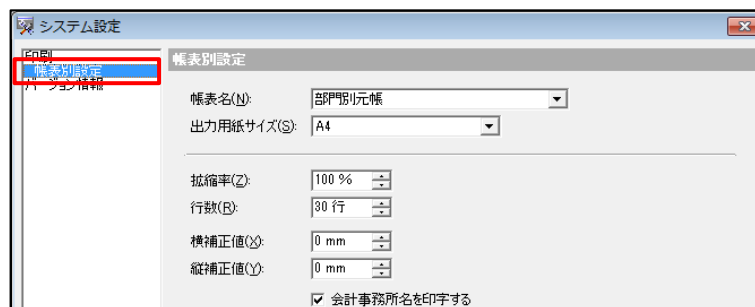 システム設定
印刷
帳表別設定
バージョン情報
帳表別設定
帳表名(N): 部門別元帳
出力用紙サイズ(S): A4
拡縮率(Z): 100 %
行数(R): 30 行
横補正値(X): 0 mm
縦補正値(Y): 0 mm
会計事務所名を印字する